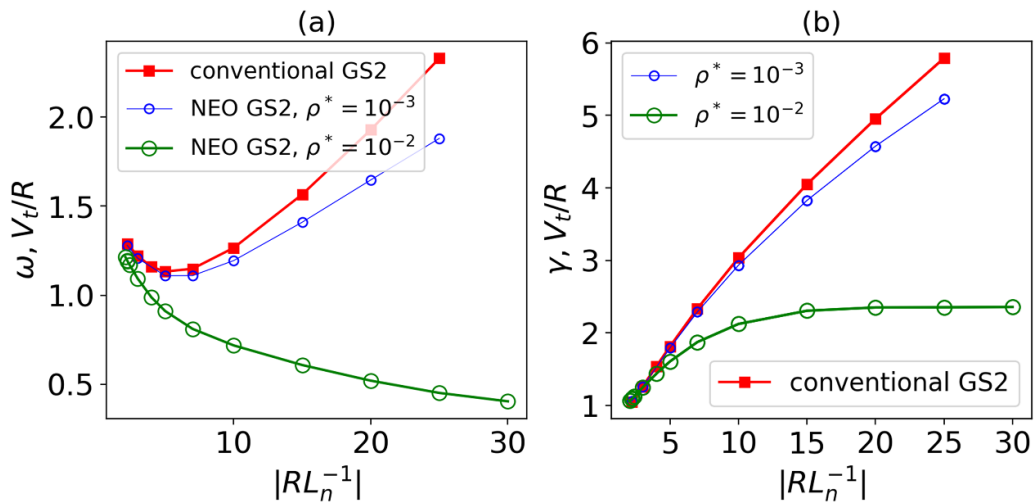 (a)
conventional GS2
NEO GS2, ρ* = 10⁻³
NEO GS2, ρ* = 10⁻²
2.0
1.5
1.0
0.5
ω, V_t/R
10
20
30
|RL_n⁻¹|
(b)
ρ* = 10⁻³
ρ* = 10⁻²
conventional GS2
6
5
4
3
2
1
γ, V_t/R
5
10
15
20
25
30
|RL_n⁻¹|